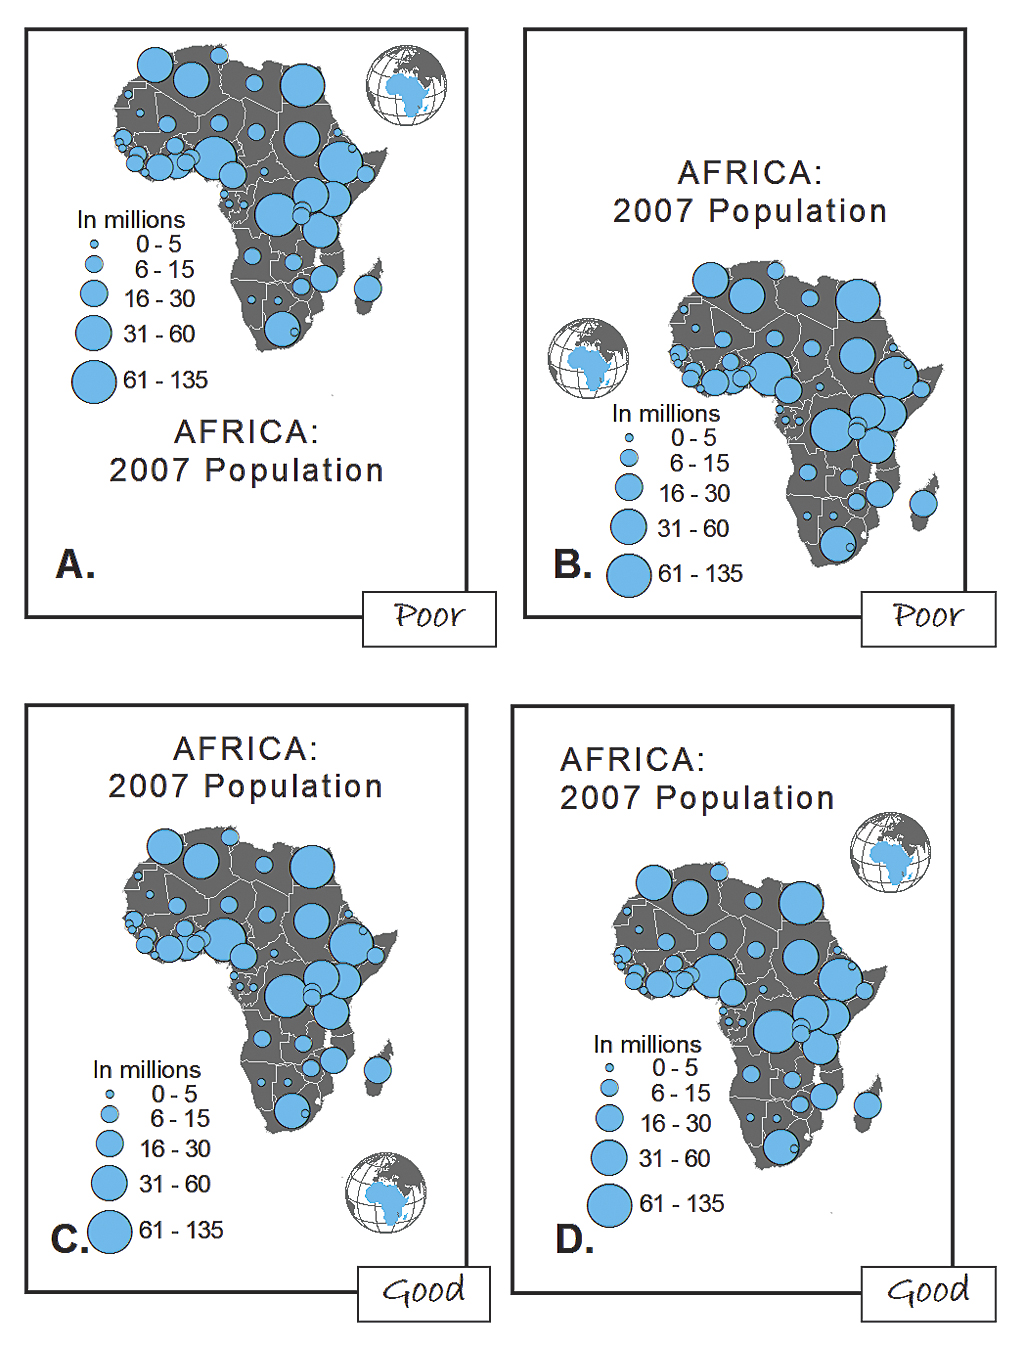 In millions
0 - 5
6 - 15
16 - 30
31 - 60
61 - 135
AFRICA:
2007 Population
A.
Poor
AFRICA:
2007 Population
In millions
0 - 5
6 - 15
16 - 30
31 - 60
61 - 135
B.
Poor
AFRICA:
2007 Population
In millions
0 - 5
6 - 15
16 - 30
31 - 60
61 - 135
C.
Good
AFRICA:
2007 Population
In millions
0 - 5
6 - 15
16 - 30
31 - 60
61 - 135
D.
Good